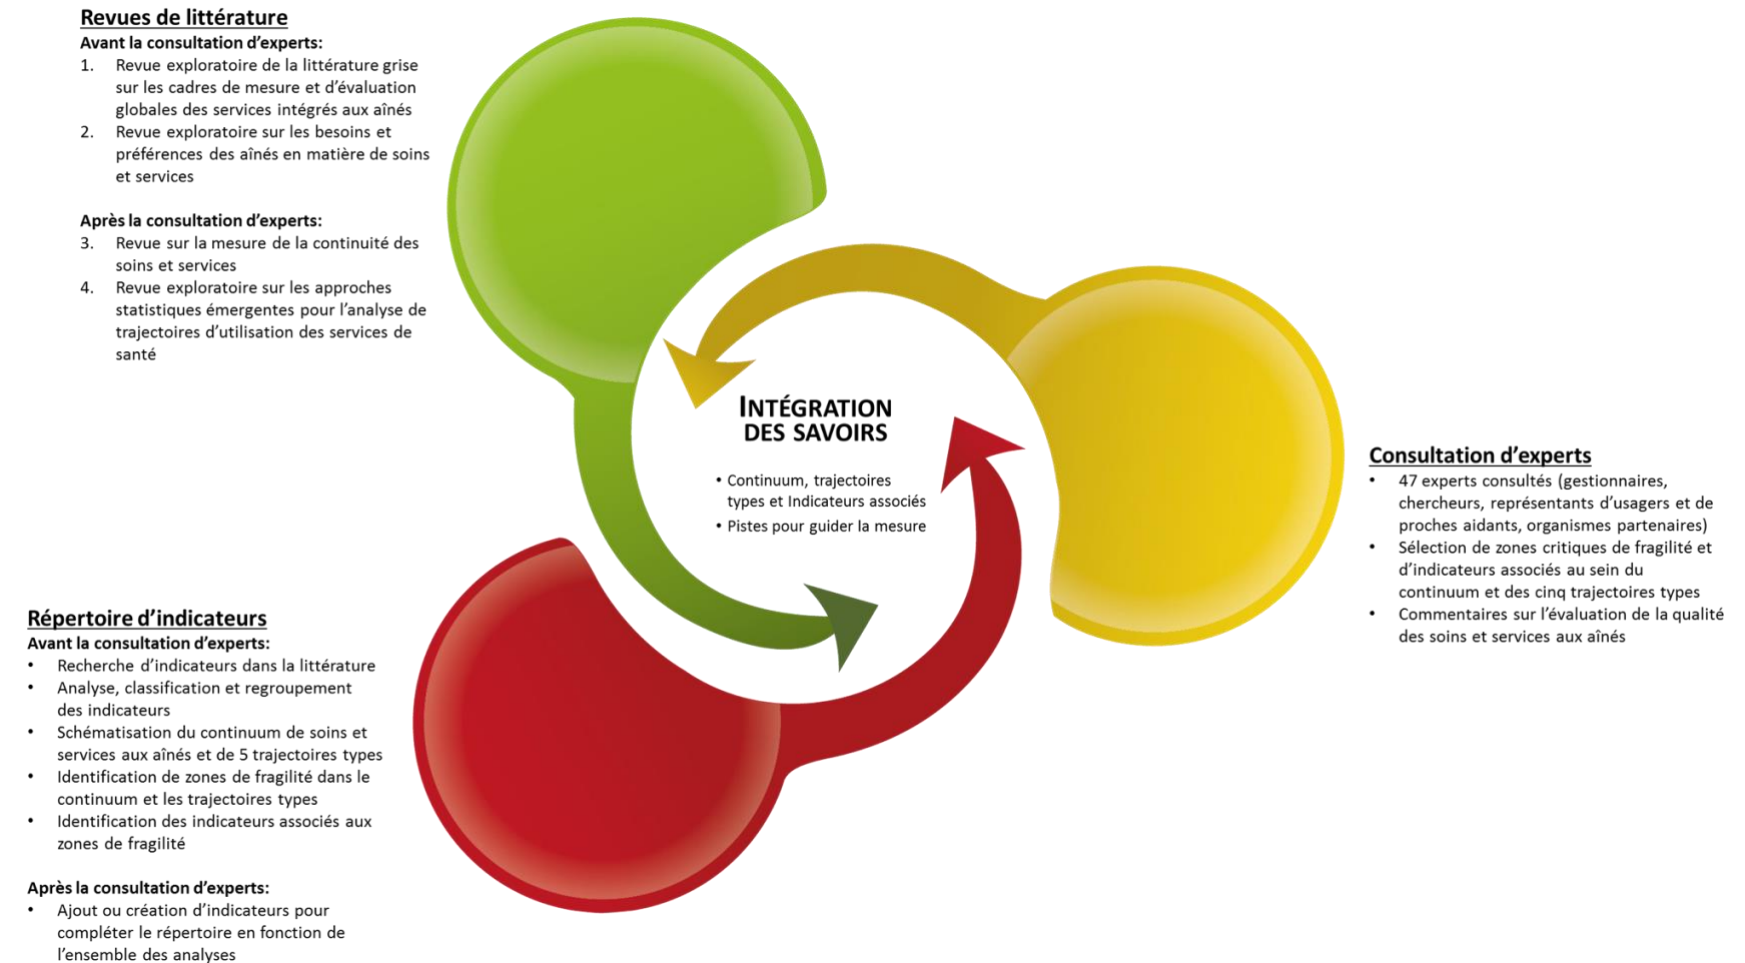 Revues de littérature
Avant la consultation d’experts:
1. Revue exploratoire de la littérature grise
sur les cadres de mesure et d’évaluation
globales des services intégrés aux aînés
2. Revue exploratoire sur les besoins et
préférences des aînés en matière de soins
et services
Après la consultation d’experts:
3. Revue sur la mesure de la continuité des
soins et services
4. Revue exploratoire sur les approches
statistiques émergentes pour l’analyse de
trajectoires d’utilisation des services de
santé
INTÉGRATION
DES SAVOIRS
• Continuum, trajectoires
types et Indicateurs associés
• Pistes pour guider la mesure
Consultation d’experts
• 47 experts consultés (gestionnaires,
chercheurs, représentants d’usagers et de
proches aidants, organismes partenaires)
• Sélection de zones critiques de fragilité et
d’indicateurs associés au sein du
continuum et des cinq trajectoires types
• Commentaires sur l’évaluation de la qualité
des soins et services aux aînés
Répertoire d’indicateurs
Avant la consultation d’experts:
• Recherche d’indicateurs dans la littérature
• Analyse, classification et regroupement
des indicateurs
• Schématisation du continuum de soins et
services aux aînés et de 5 trajectoires types
• Identification de zones de fragilité dans le
continuum et les trajectoires types
• Identification des indicateurs associés aux
zones de fragilité
Après la consultation d’experts:
• Ajout ou création d’indicateurs pour
compléter le répertoire en fonction de
l’ensemble des analyses